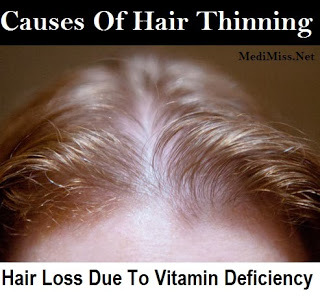 Causes Of Hair Thinning
MediMiss.Net
Hair Loss Due To Vitamin Deficiency